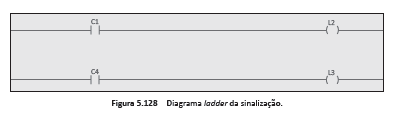 C1 L2
C4 L3
Figura 5.128 Diagrama ladder da sinalização.